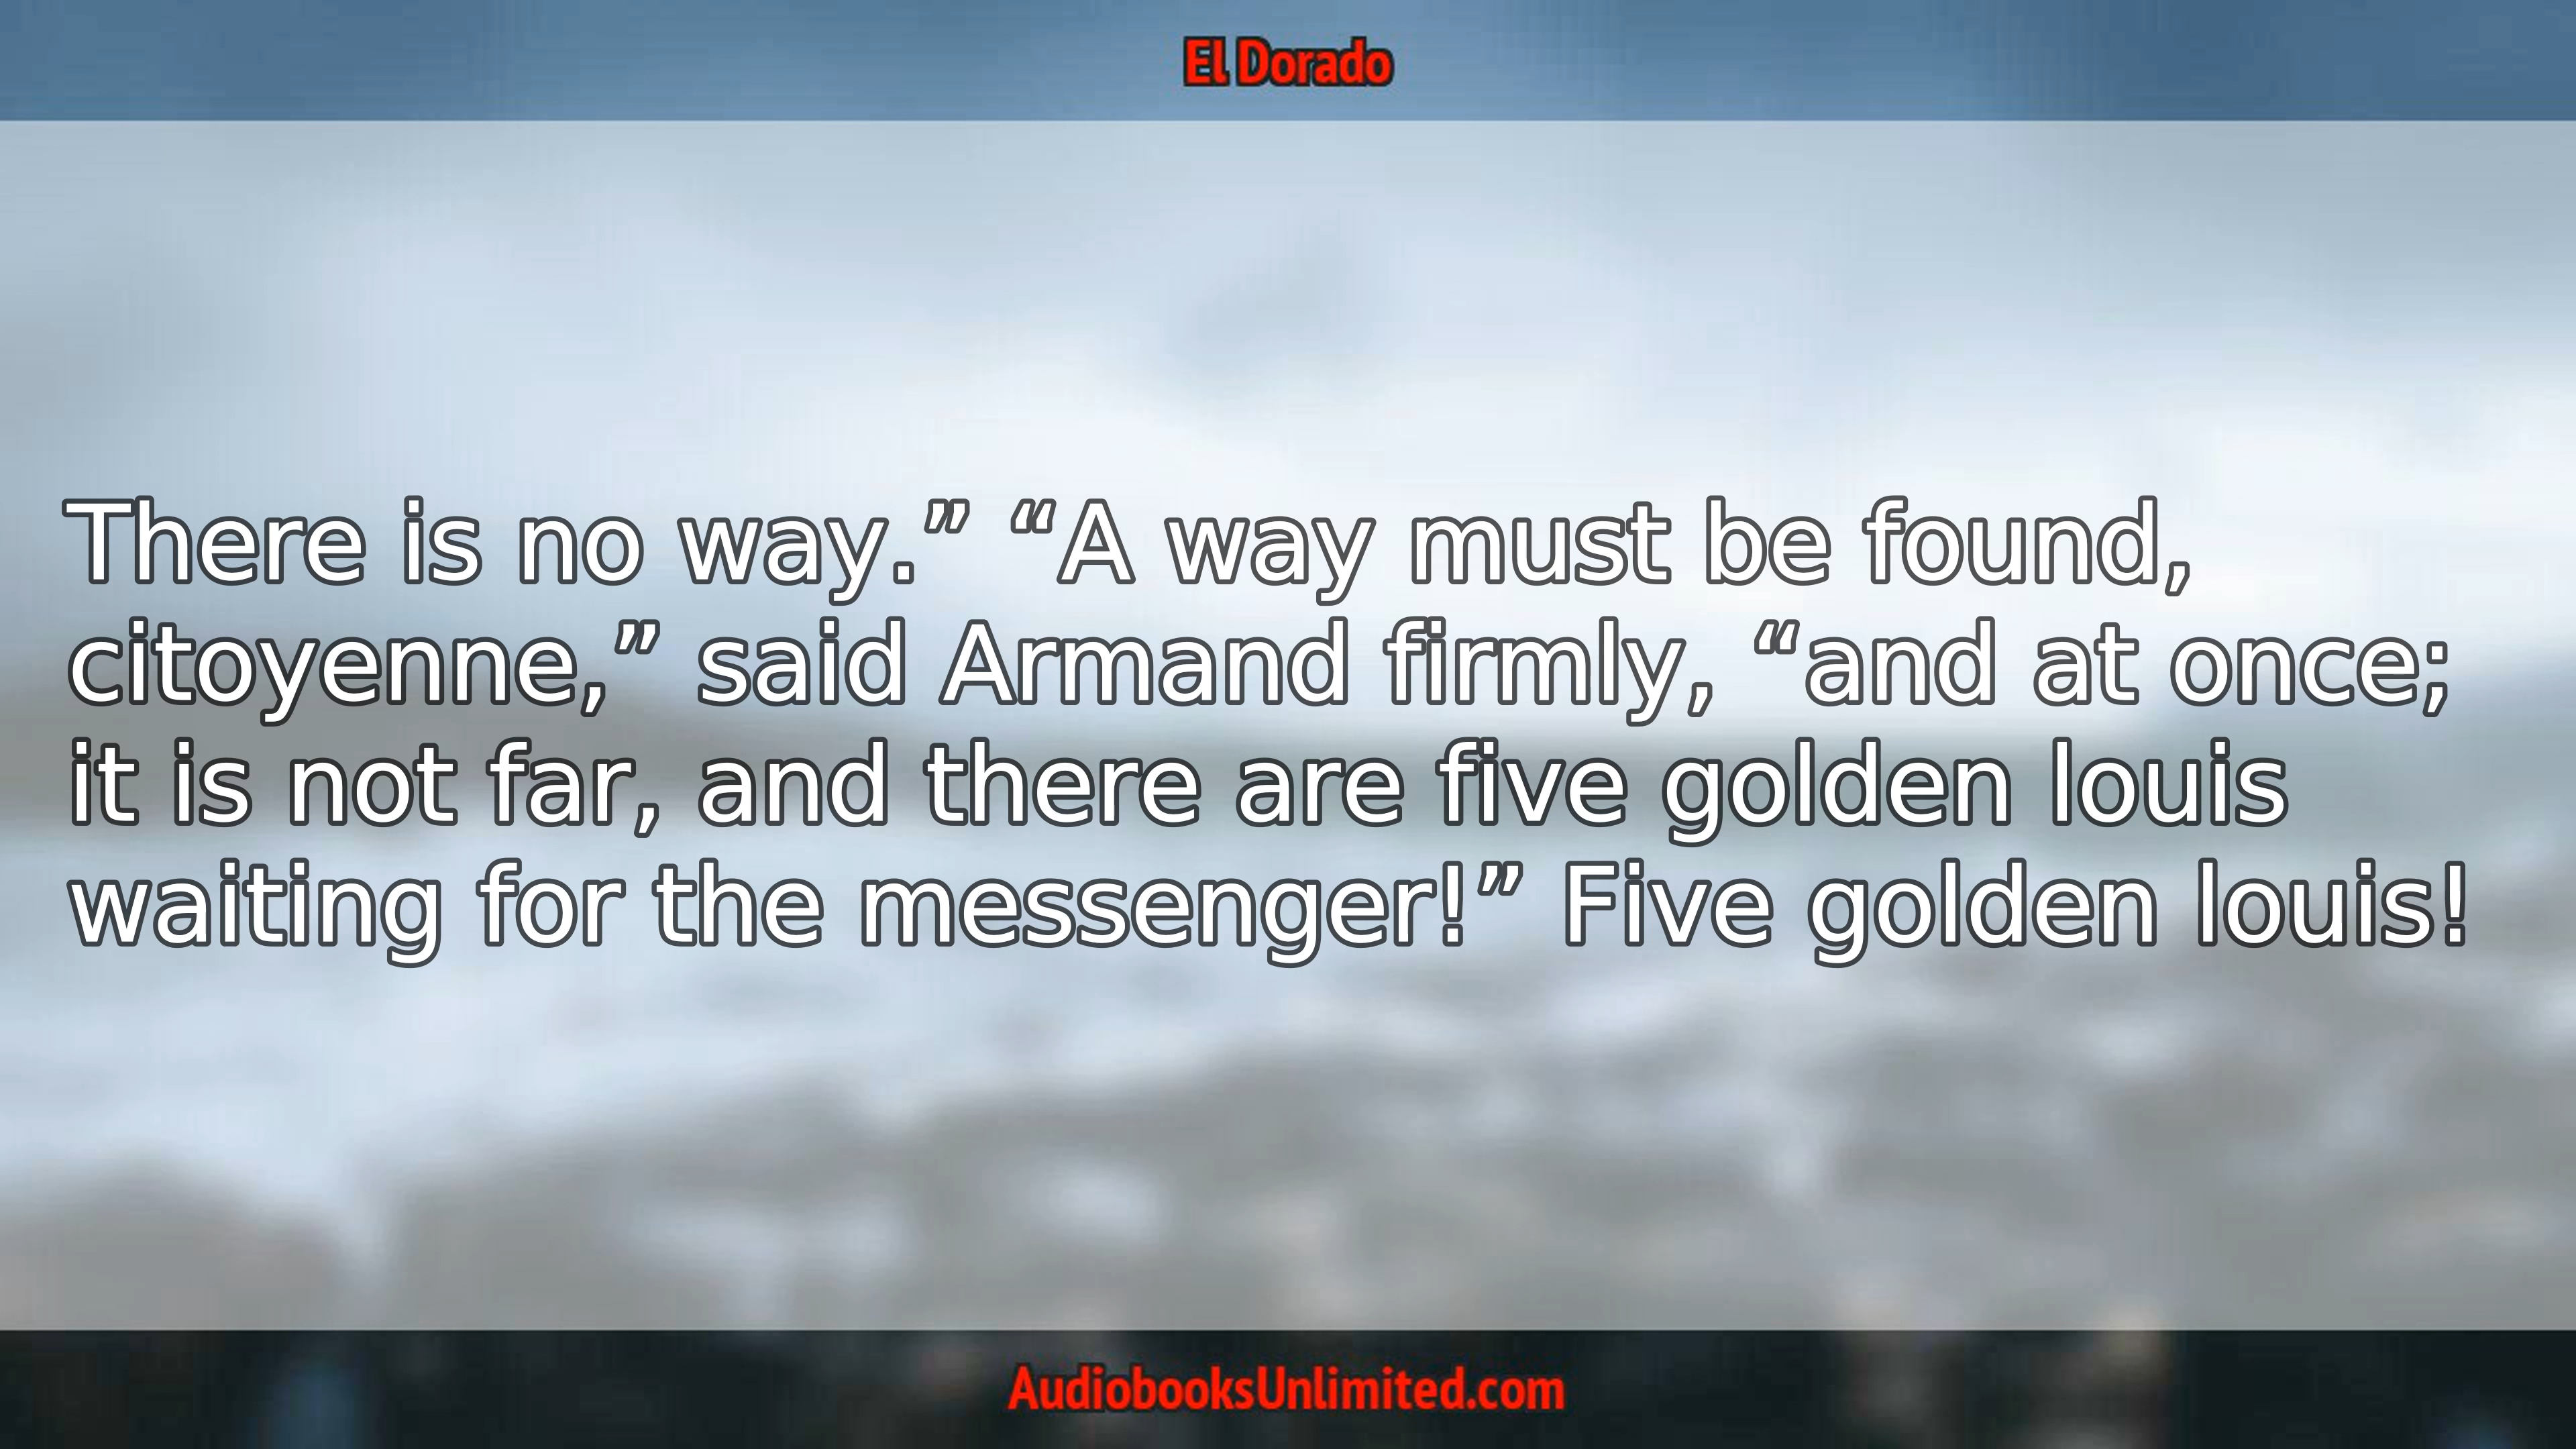 El Dorado
There is no way.” “A way must be found,
citoyenne,” said Armand firmly, “and at once;
it is not far, and there are five golden louis
waiting for the messenger!” Five golden louis!
AudiobooksUnlimited.com